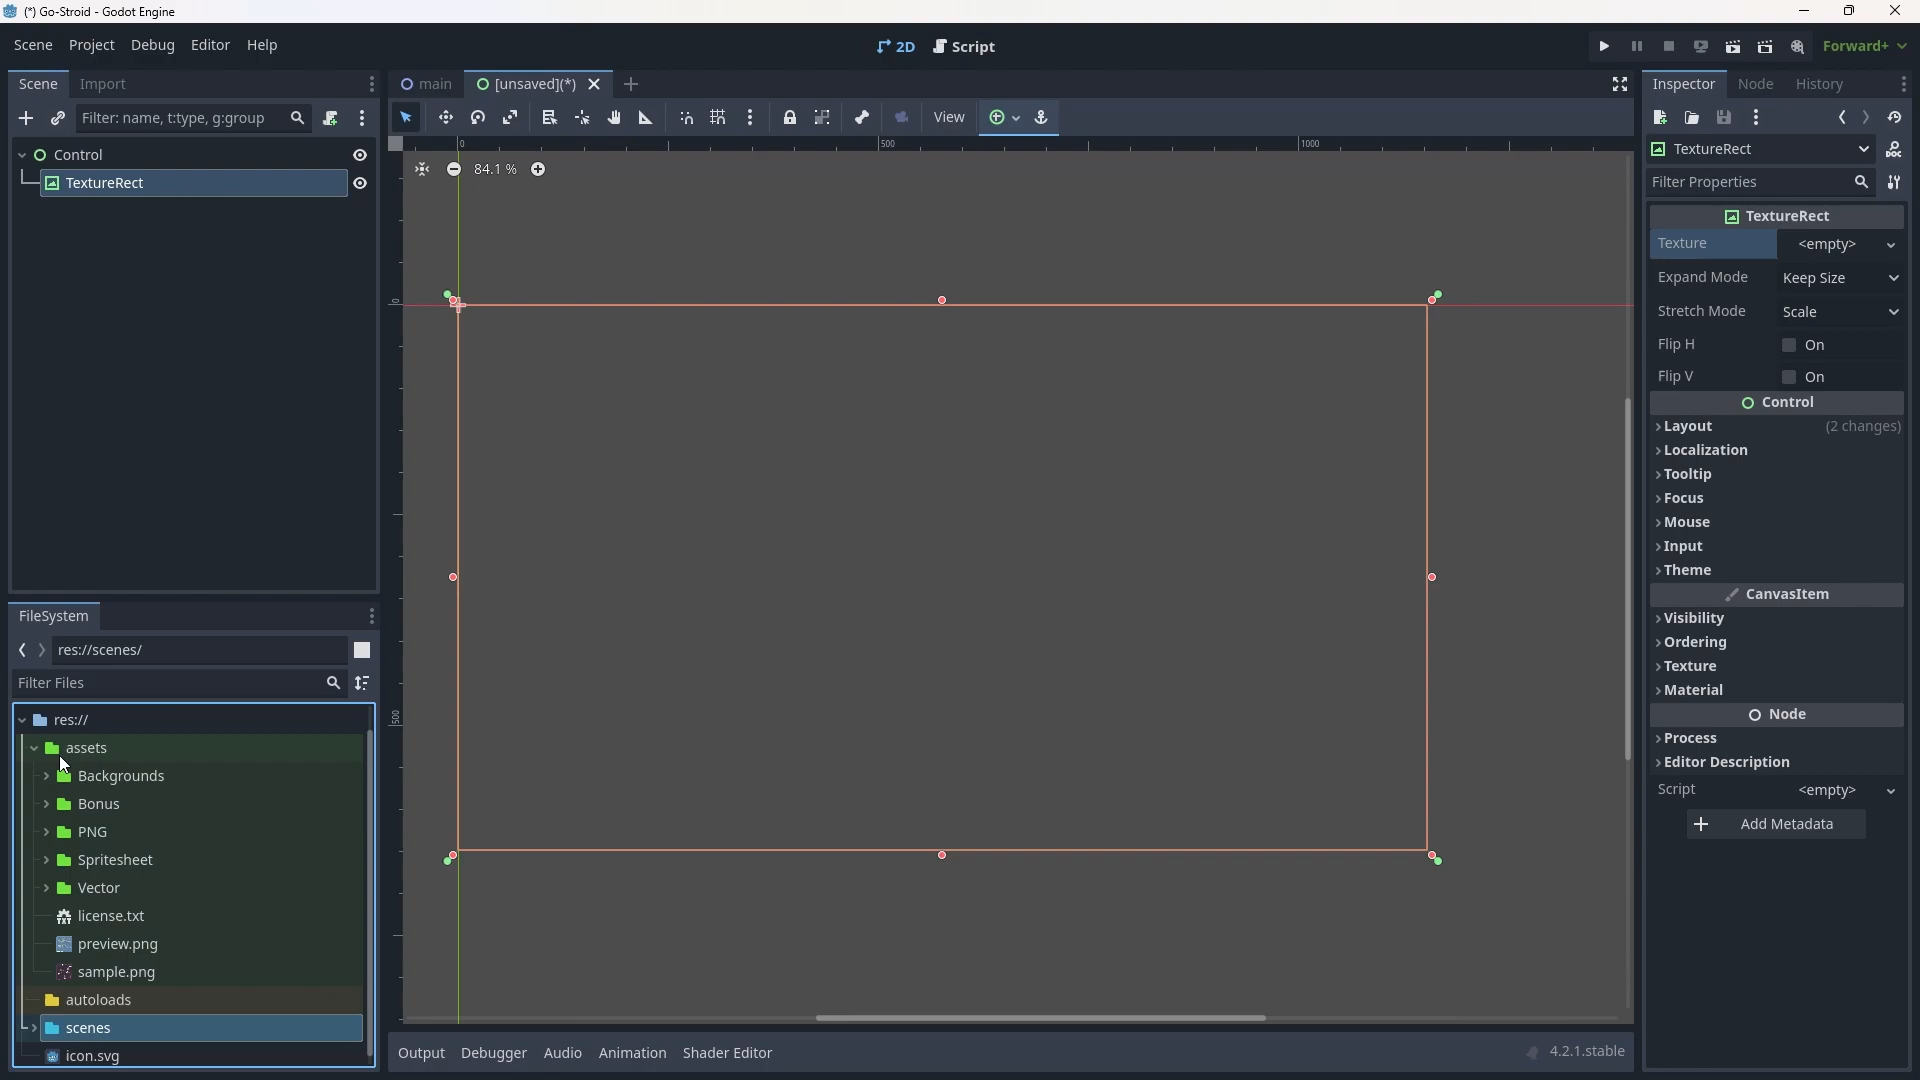 (*) Go-Stroid - Godot Engine
Scene Project Debug Editor Help
2D Script
Forward+
Scene Import
Filter: name, t:type, g:group
Control
TextureRect
FileSystem
res://scenes/
Filter Files
res://
assets
Backgrounds
Bonus
PNG
Spritesheet
Vector
license.txt
preview.png
sample.png
autoloads
scenes
icon.svg
main [unsaved](*)
View
0 500 1000
84.1 %
0
500
Output Debugger Audio Animation Shader Editor
4.2.1.stable
Inspector Node History
TextureRect
DOC
Filter Properties
TextureRect
Texture <empty>
Expand Mode Keep Size
Stretch Mode Scale
Flip H On
Flip V On
Control
Layout (2 changes)
Localization
Tooltip
Focus
Mouse
Input
Theme
CanvasItem
Visibility
Ordering
Texture
Material
Node
Process
Editor Description
Script <empty>
Add Metadata